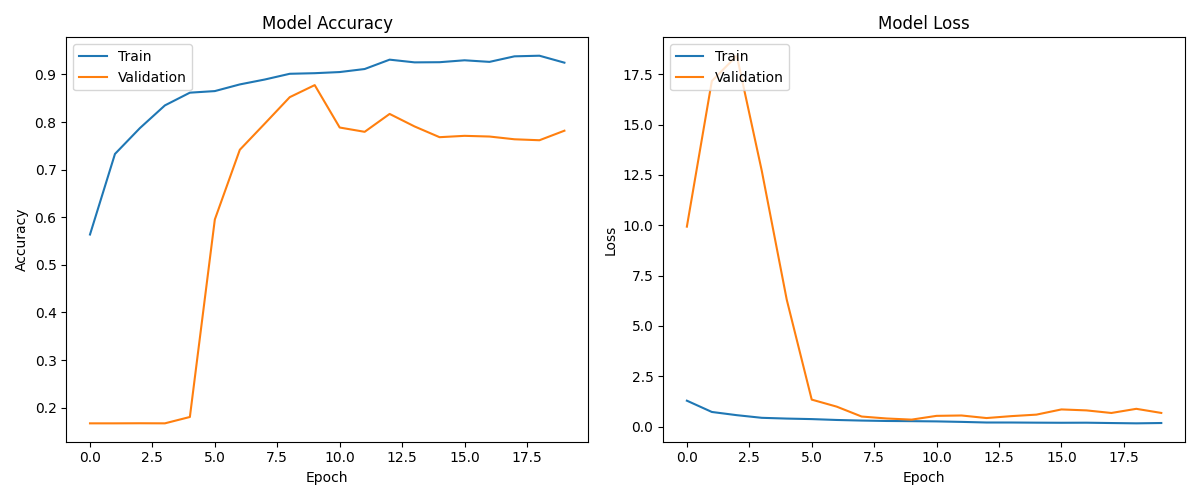 Model Accuracy
Train
Validation
0.9
0.8
0.7
0.6
0.5
0.4
0.3
0.2
Accuracy
0.0 2.5 5.0 7.5 10.0 12.5 15.0 17.5
Epoch
Model Loss
Train
Validation
17.5
15.0
12.5
10.0
7.5
5.0
2.5
0.0
Loss
0.0 2.5 5.0 7.5 10.0 12.5 15.0 17.5
Epoch